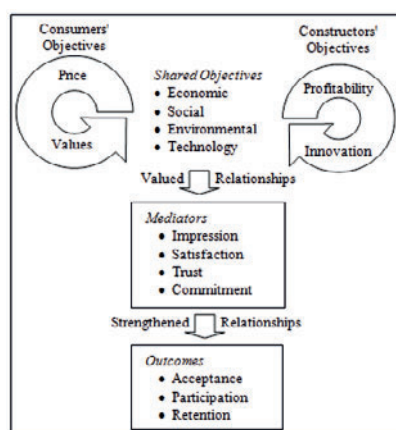 Consumers'
Objectives
Constructors'
Objectives
Price
Values
Shared Objectives
• Economic
• Social
• Environmental
• Technology
Profitability
Innovation
Valued Relationships
Mediators
• Impression
• Satisfaction
• Trust
• Commitment
Strengthened Relationships
Outcomes
• Acceptance
• Participation
• Retention